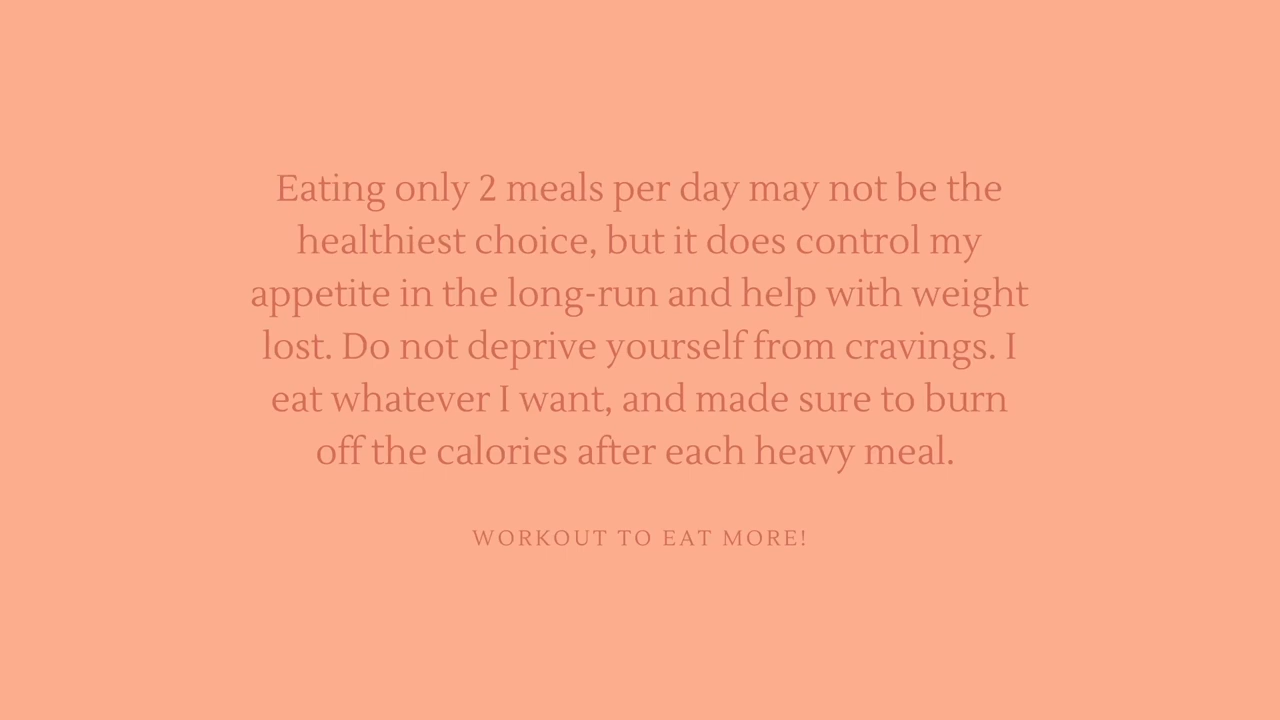 Eating only 2 meals per day may not be the
healthiest choice, but it does control my
appetite in the long-run and help with weight
lost. Do not deprive yourself from cravings. I
eat whatever I want, and made sure to burn
off the calories after each heavy meal.
WORKOUT TO EAT MORE!